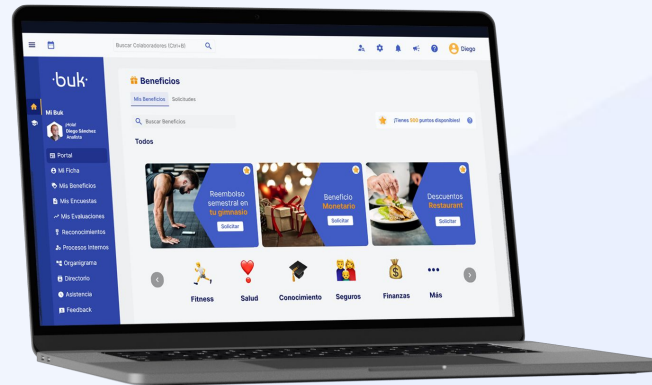 Buscar Colaboradores (Ctrl+B)
Diego
·buk·
Beneficios
Mis Beneficios Solicitudes
Buscar Beneficios
¡Tienes 500 puntos disponibles!
Todos
Mi Buk
¡Hola!
Diego Sánchez
Analista
Portal
Mi Ficha
Mis Beneficios
Mis Encuestas
Mis Evaluaciones
Reconocimientos
Procesos Internos
Organigrama
Directorio
Asistencia
Feedback
Reembolso
semestral en
tu gimnasio
Solicitar
Beneficio
Monetario
Solicitar
Descuentos
Restaurant
Solicitar
Fitness
Salud
Conocimiento
Seguros
Finanzas
Más